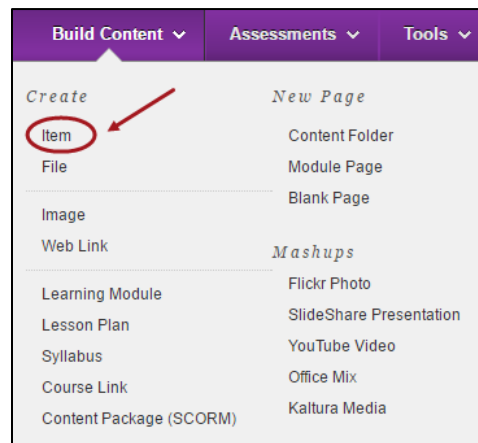 Build Content Assessments Tools
Create
Item
File
Image
Web Link
Learning Module
Lesson Plan
Syllabus
Course Link
Content Package (SCORM)
New Page
Content Folder
Module Page
Blank Page
Mashups
Flickr Photo
SlideShare Presentation
YouTube Video
Office Mix
Kaltura Media